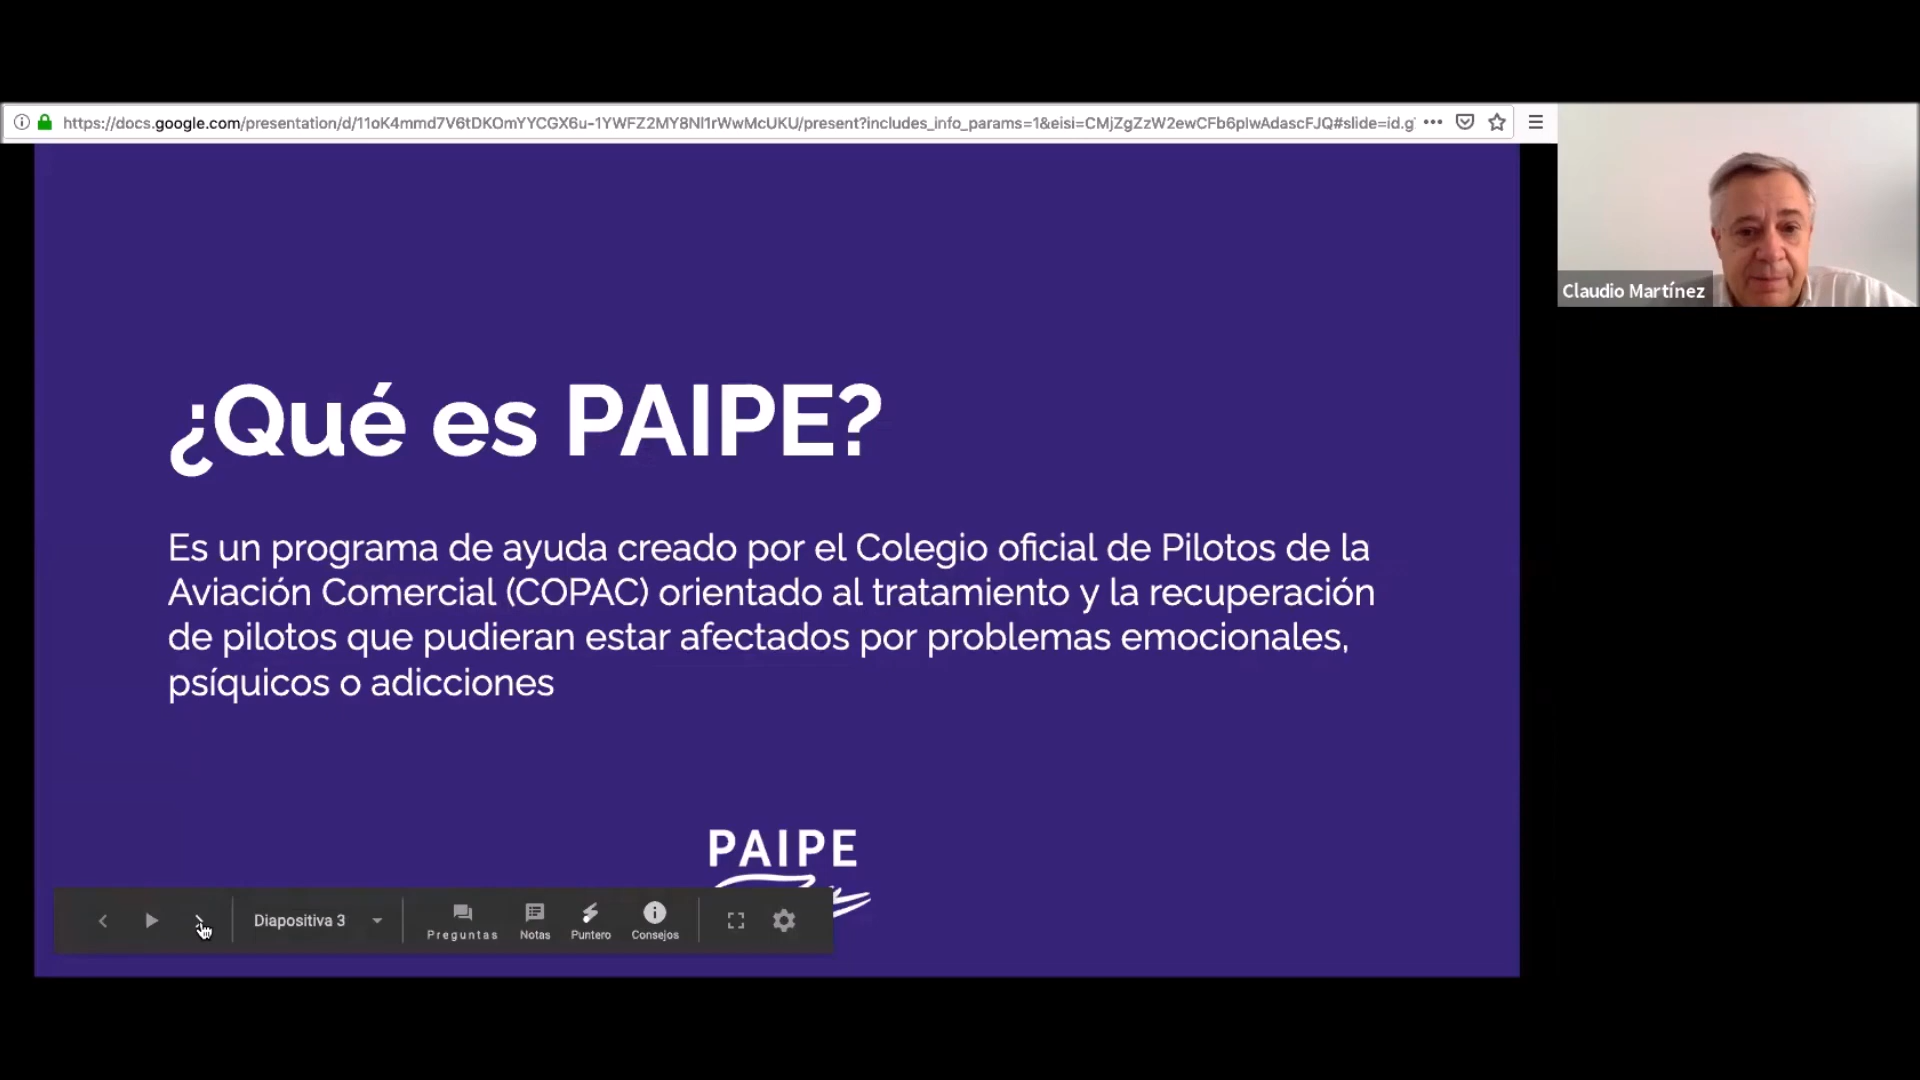 https://docs.google.com/presentation/d/11oK4mmd7V6tDKOmYYCGX6u-1YWFZ2MY8Nl1rWwMcUKU/present?includes_info_params=1&eisi=CMjZgZzW2ewCFb6plwAdascFJQ#slide=id.g
Claudio Martínez
¿Qué es PAIPE?
Es un programa de ayuda creado por el Colegio oficial de Pilotos de la
Aviación Comercial (COPAC) orientado al tratamiento y la recuperación
de pilotos que pudieran estar afectados por problemas emocionales,
psíquicos o adicciones
PAIPE
Diapositiva 3
Preguntas
Notas
Puntero
Consejos